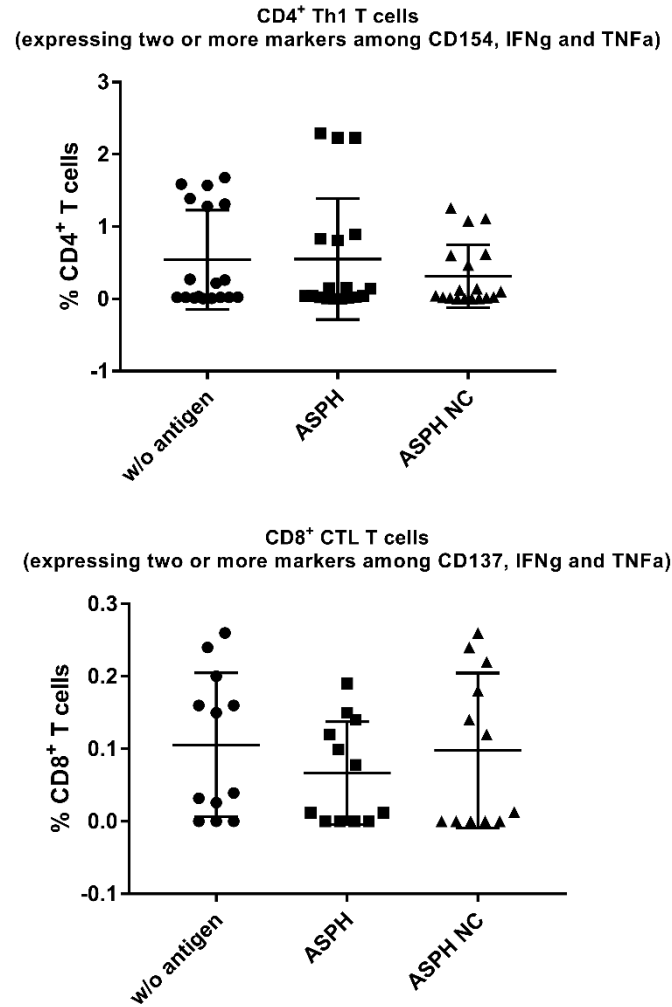 CD4⁺ Th1 T cells
(expressing two or more markers among CD154, IFNg and TNFa)
3
2
1
0
-1
% CD4⁺ T cells
w/o antigen
ASPH
ASPH NC
CD8⁺ CTL T cells
(expressing two or more markers among CD137, IFNg and TNFa)
0.3
0.2
0.1
0.0
-0.1
% CD8⁺ T cells
w/o antigen
ASPH
ASPH NC